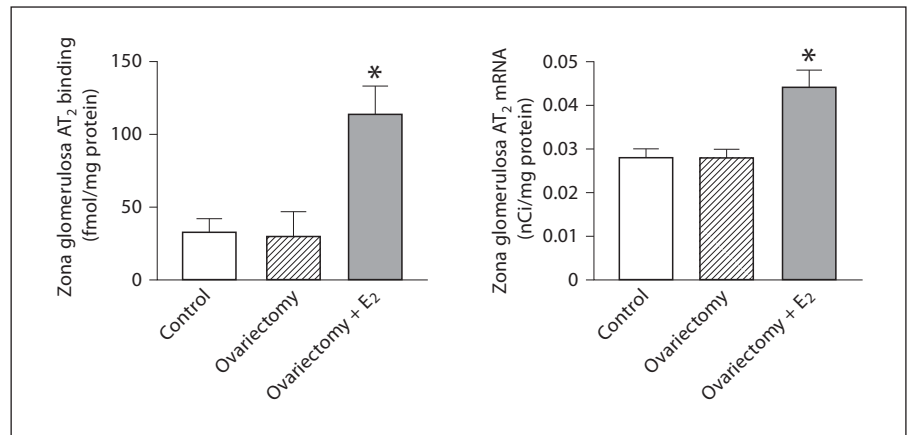 Zona glomerulosa AT₂ binding
(fmol/mg protein)
150
100
50
0
*
Control
Ovariectomy
Ovariectomy + E₂
Zona glomerulosa AT₂ mRNA
(nCi/mg protein)
0.05
0.04
0.03
0.02
0.01
0
*
Control
Ovariectomy
Ovariectomy + E₂